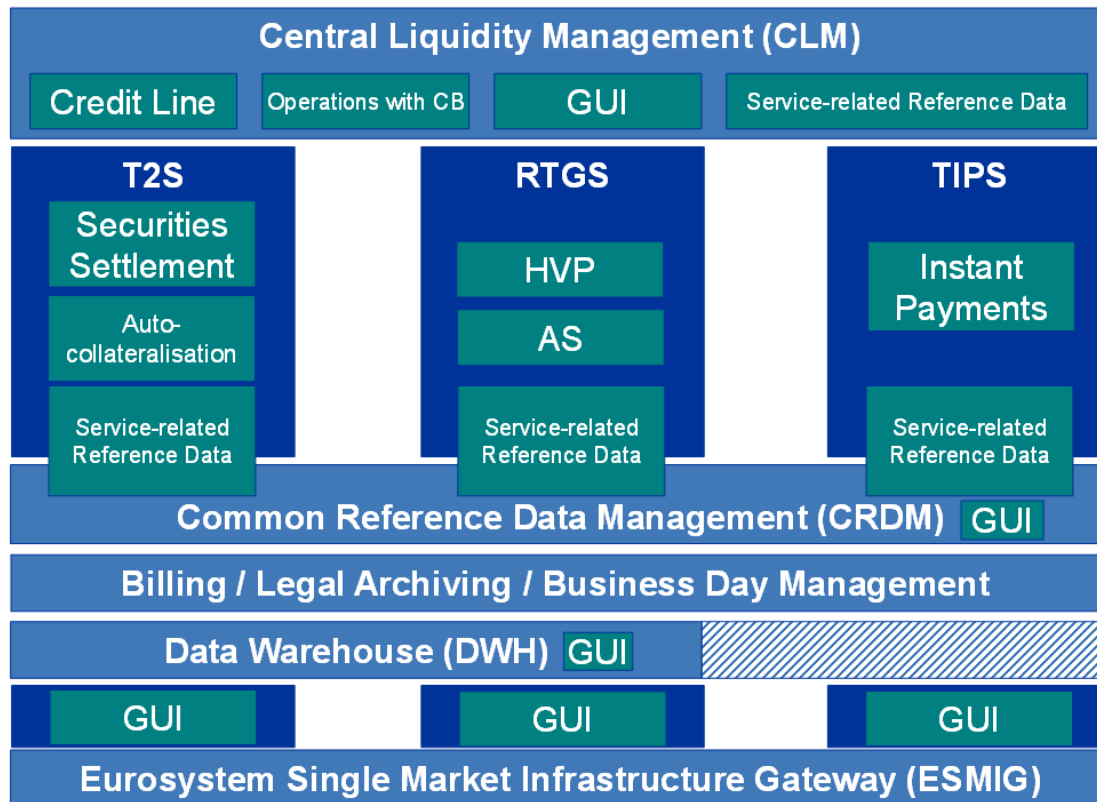 Central Liquidity Management (CLM)
Credit Line
Operations with CB
GUI
Service-related Reference Data
T2S
Securities
Settlement
Auto-
collateralisation
Service-related
Reference Data
RTGS
HVP
AS
Service-related
Reference Data
TIPS
Instant
Payments
Service-related
Reference Data
Common Reference Data Management (CRDM)
GUI
Billing / Legal Archiving / Business Day Management
Data Warehouse (DWH)
GUI
GUI
GUI
GUI
Eurosystem Single Market Infrastructure Gateway (ESMIG)